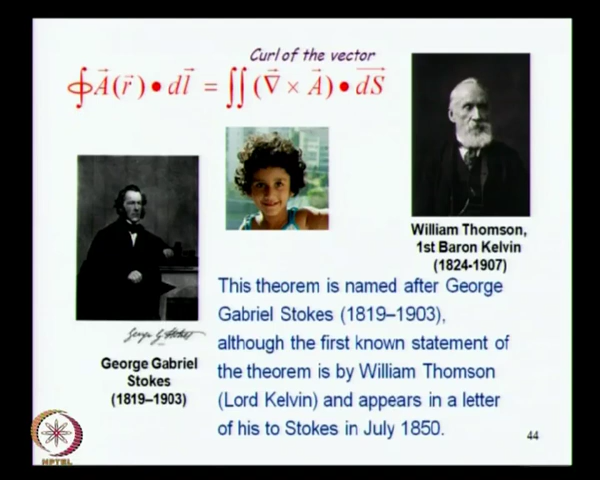 Curl of the vector
∮A⃗(r⃗)•dl⃗ = ∬(∇⃗ × A⃗)•dS⃗
William Thomson,
1st Baron Kelvin
(1824-1907)
This theorem is named after George
Gabriel Stokes (1819–1903),
although the first known statement of
the theorem is by William Thomson
(Lord Kelvin) and appears in a letter
of his to Stokes in July 1850.
George Gabriel
Stokes
(1819–1903)
44
NPTEL